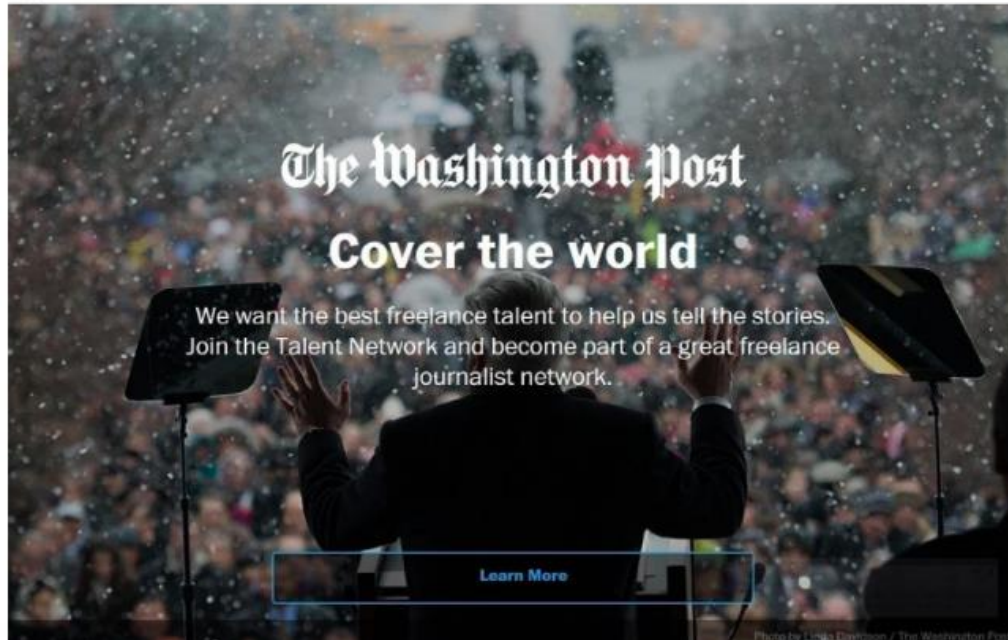 The Washington Post
Cover the world
We want the best freelance talent to help us tell the stories.
Join the Talent Network and become part of a great freelance
journalist network.
Learn More